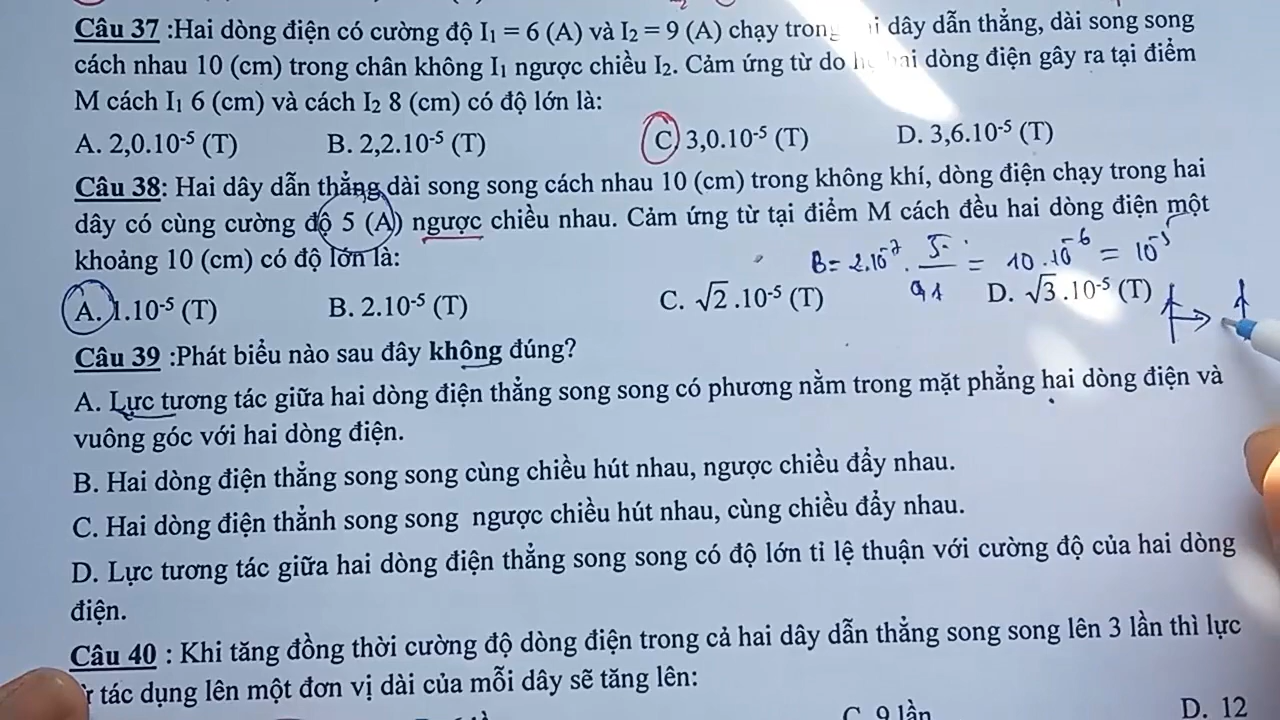 Câu 37 :Hai dòng điện có cường độ I₁ = 6 (A) và I₂ = 9 (A) chạy trong dây dẫn thẳng, dài song song
cách nhau 10 (cm) trong chân không I₁ ngược chiều I₂. Cảm ứng từ do hai dòng điện gây ra tại điểm
M cách I₁ 6 (cm) và cách I₂ 8 (cm) có độ lớn là:
A. 2,0.10⁻⁵ (T) B. 2,2.10⁻⁵ (T) C. 3,0.10⁻⁵ (T) D. 3,6.10⁻⁵ (T)
Câu 38: Hai dây dẫn thẳng dài song song cách nhau 10 (cm) trong không khí, dòng điện chạy trong hai
dây có cùng cường độ 5 (A) ngược chiều nhau. Cảm ứng từ tại điểm M cách đều hai dòng điện một
khoảng 10 (cm) có độ lớn là:
B = 2.10⁻⁷ . 5 / 0,1 = 10.10⁻⁶ = 10⁻⁵
A. 1.10⁻⁵ (T) B. 2.10⁻⁵ (T) C. √2.10⁻⁵ (T) D. √3.10⁻⁵ (T)
Câu 39 :Phát biểu nào sau đây không đúng?
A. Lực tương tác giữa hai dòng điện thẳng song song có phương nằm trong mặt phẳng hai dòng điện và
vuông góc với hai dòng điện.
B. Hai dòng điện thẳng song song cùng chiều hút nhau, ngược chiều đẩy nhau.
C. Hai dòng điện thẳnh song song ngược chiều hút nhau, cùng chiều đẩy nhau.
D. Lực tương tác giữa hai dòng điện thẳng song song có độ lớn tỉ lệ thuận với cường độ của hai dòng
điện.
Câu 40 : Khi tăng đồng thời cường độ dòng điện trong cả hai dây dẫn thẳng song song lên 3 lần thì lực
tác dụng lên một đơn vị dài của mỗi dây sẽ tăng lên:
C. 9 lần D. 12